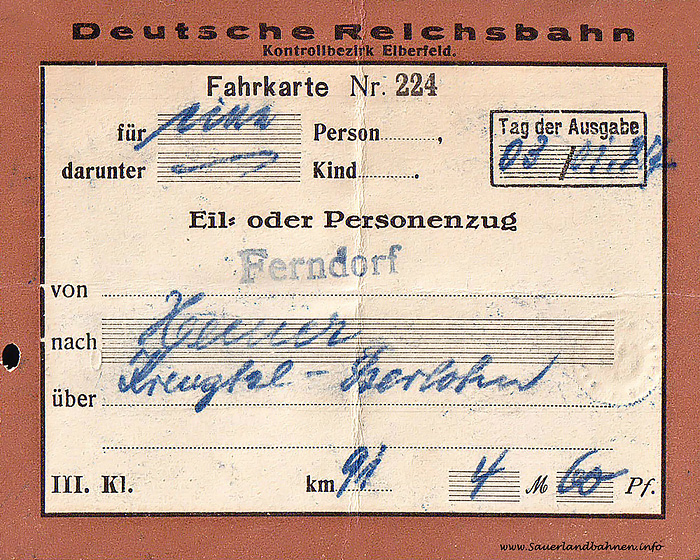 Deutsche Reichsbahn
Kontrollbezirk Elberfeld.
Fahrkarte Nr. 224
für eine Person..........,
Tag der Ausgabe
darunter — Kind..........
Eil- oder Personenzug
Ferndorf
von
nach Hemer
über Kreuztal - Iserlohn
III. Kl. km 91 4 M 60 Pf.
www.Sauerlandbahnen.info